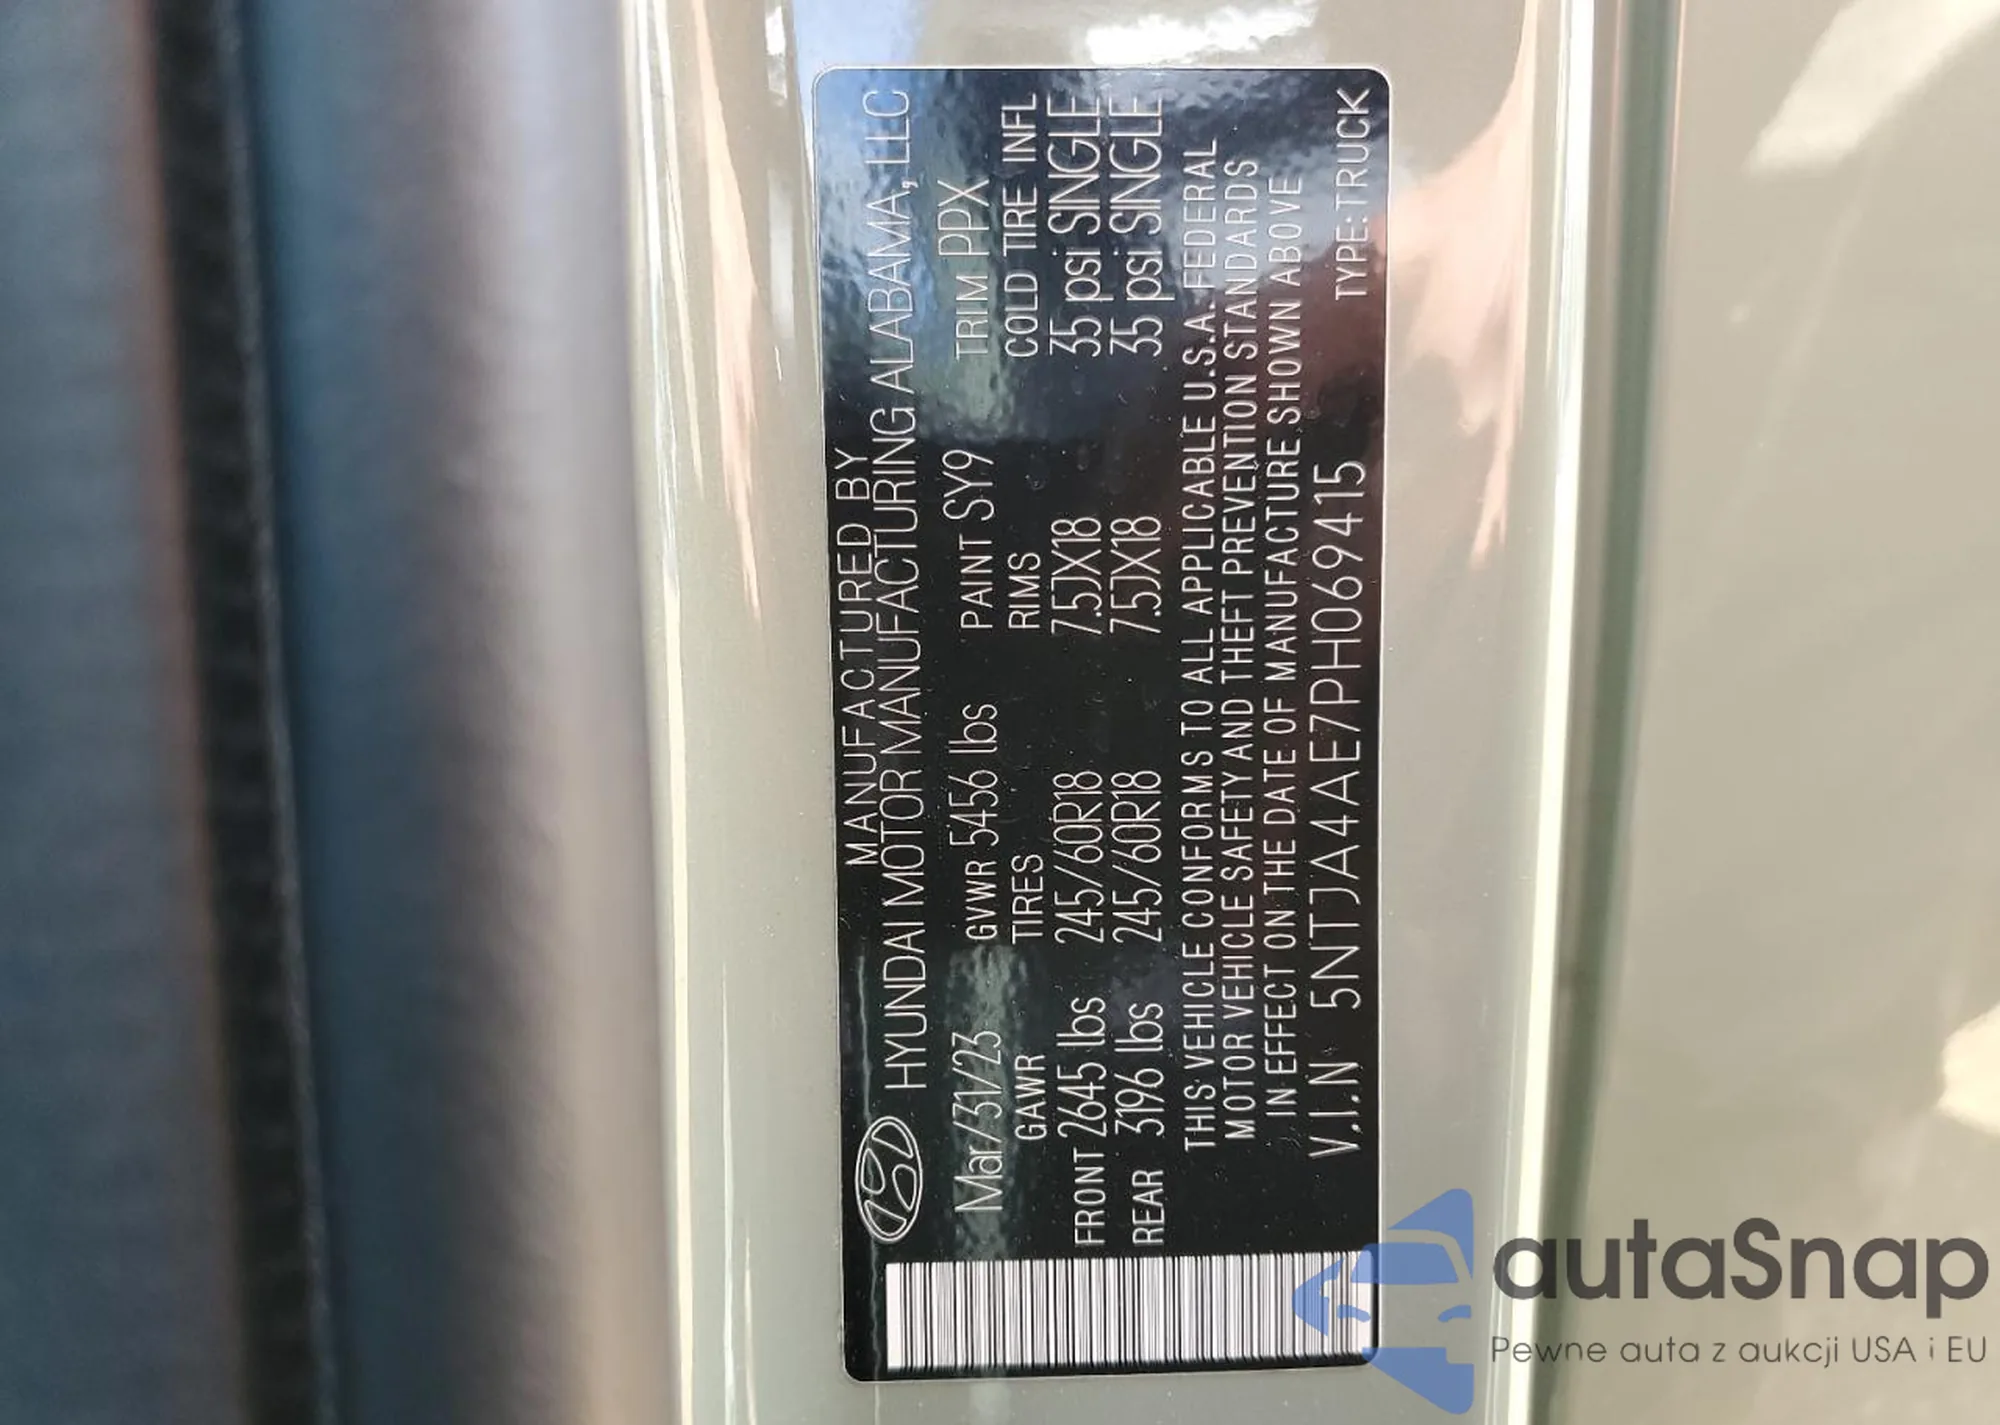 MANUFACTURED BY
HYUNDAI MOTOR MANUFACTURING ALABAMA, LLC
Mar/31/23 GVWR 5456 lbs PAINT SY9 TRIM PPX
GAWR TIRES RIMS COLD TIRE INFL
FRONT 2645 lbs 245/60R18 7.5JX18 35 psi SINGLE
REAR 3196 lbs 245/60R18 7.5JX18 35 psi SINGLE
THIS VEHICLE CONFORMS TO ALL APPLICABLE U.S.A. FEDERAL
MOTOR VEHICLE SAFETY AND THEFT PREVENTION STANDARDS
IN EFFECT ON THE DATE OF MANUFACTURE SHOWN ABOVE
V.I.N 5NTJA4AE7PH069415 TYPE:TRUCK
autaSnap
Pewne auta z aukcji USA i EU